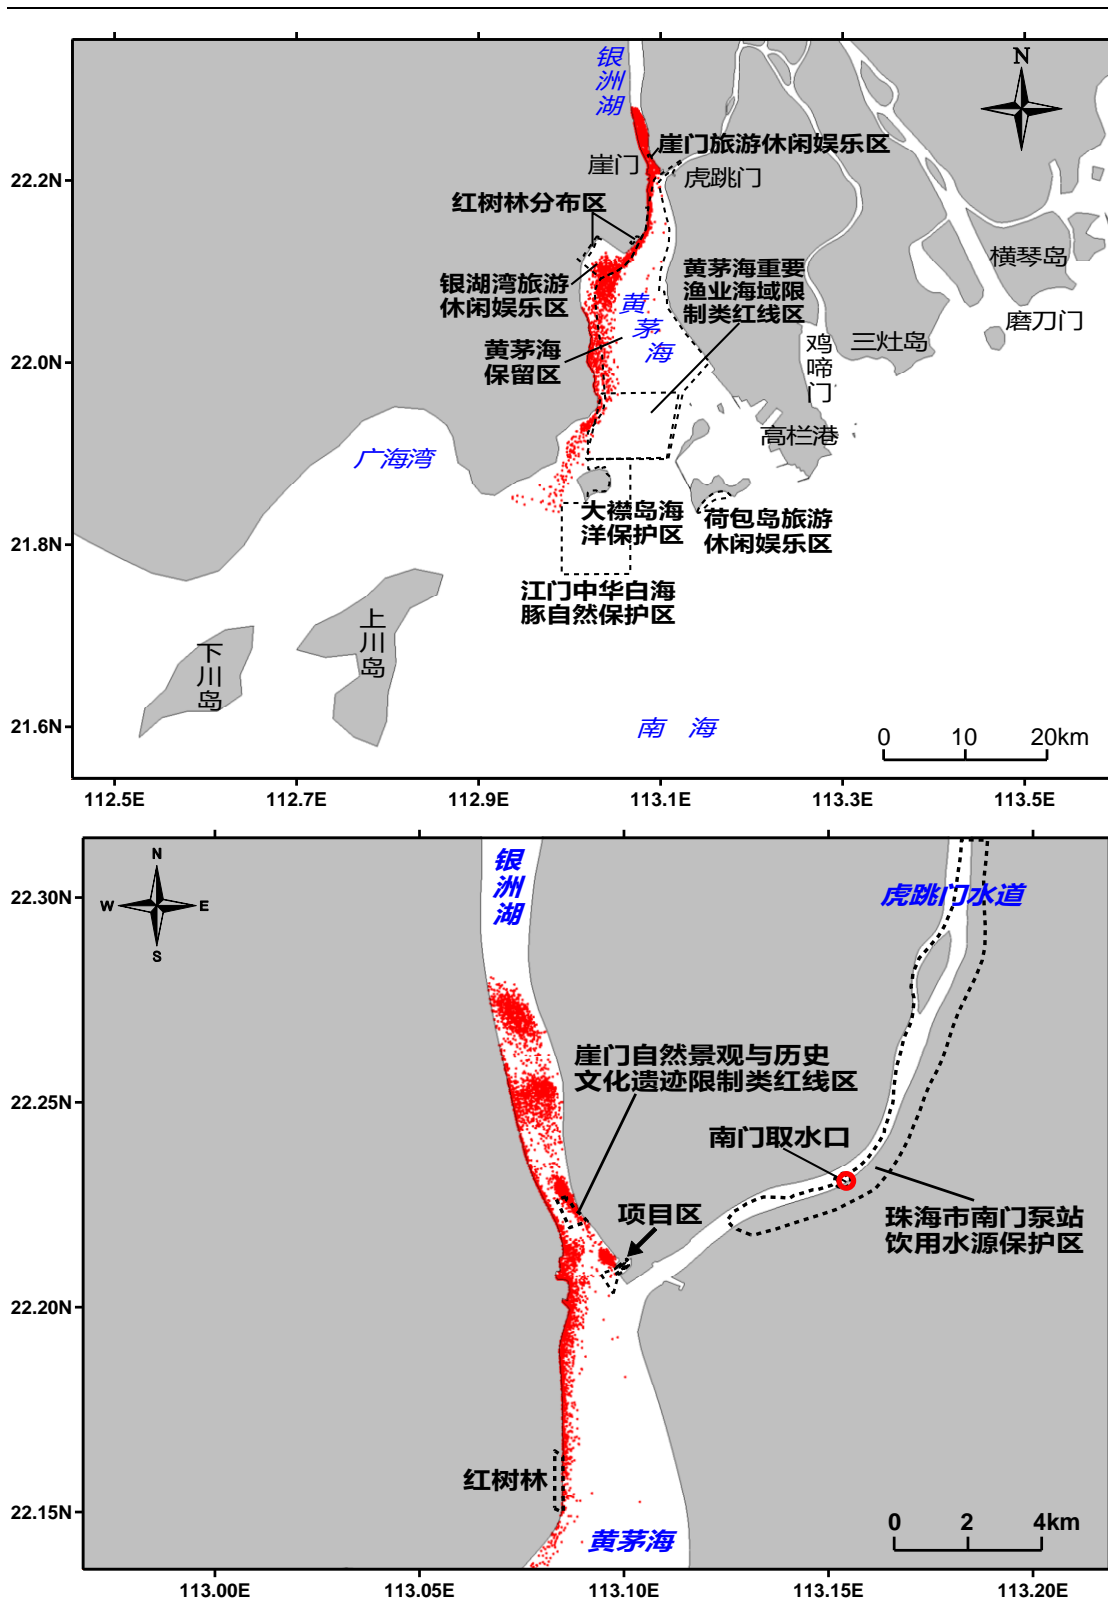 银洲湖
N
崖门旅游休闲娱乐区
崖门
虎跳门
22.2N
红树林分布区
横琴岛
银湖湾旅游
休闲娱乐区
黄茅海重要
渔业海域限
制类红线区
黄茅海
磨刀门
黄茅海
保留区
22.0N
鸡啼门
三灶岛
高栏港
广海湾
大襟岛海
洋保护区
荷包岛旅游
休闲娱乐区
21.8N
江门中华白海
豚自然保护区
上川岛
下川岛
21.6N
南 海
0 10 20km
112.5E 112.7E 112.9E 113.1E 113.3E 113.5E
银洲湖
N
W E
S
虎跳门水道
22.30N
崖门自然景观与历史
文化遗迹限制类红线区
22.25N
南门取水口
项目区
珠海市南门泵站
饮用水源保护区
22.20N
红树林
22.15N
黄茅海
0 2 4km
113.00E 113.05E 113.10E 113.15E 113.20E